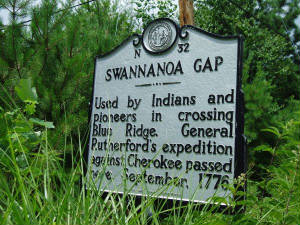 N 32
SWANNANOA GAP
Used by Indians and
pioneers in crossing
Blue Ridge. General
Rutherford's expedition
against Cherokee passed
September, 1776